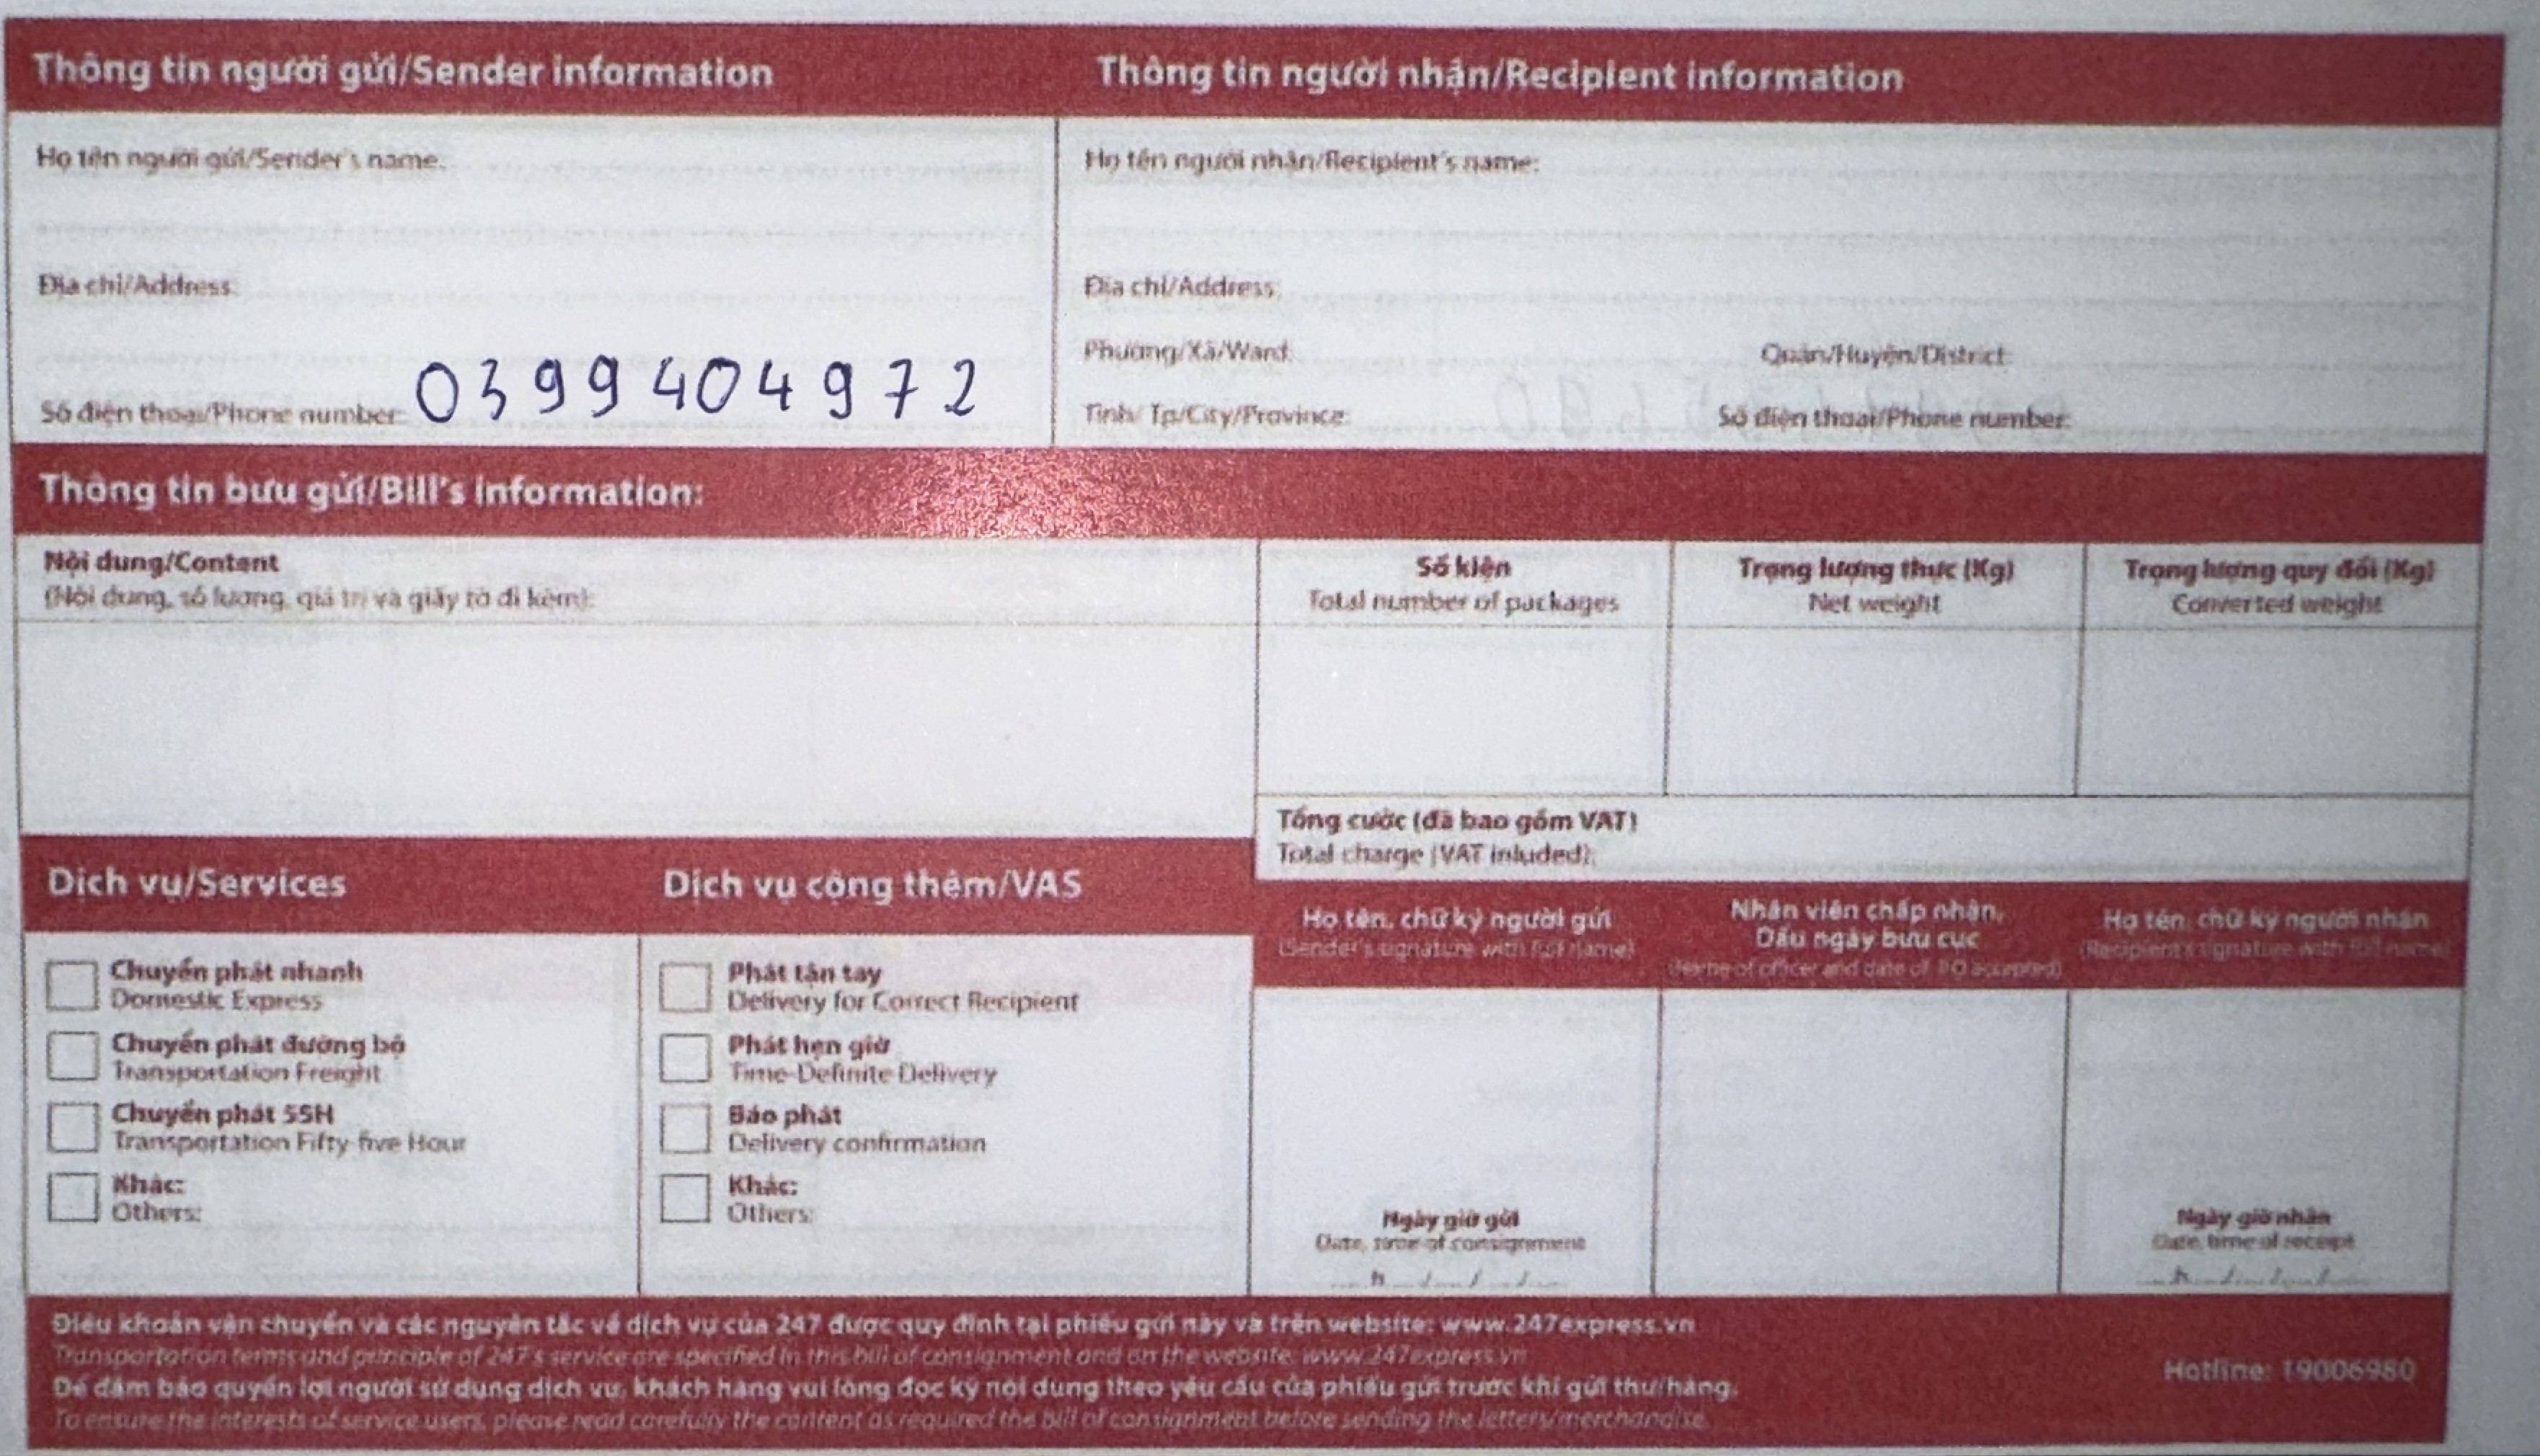 Thông tin người gửi/Sender information
Thông tin người nhận/Recipient information
Họ tên người gửi/Sender's name:
Địa chỉ/Address:
Số điện thoại/Phone number: 0399404972
Họ tên người nhận/Recipient's name:
Địa chỉ/Address:
Phường/Xã/Ward: Quận/Huyện/District:
Tỉnh/ Tp/City/Province: Số điện thoại/Phone number:
Thông tin bưu gửi/Bill's information:
Nội dung/Content
(Nội dung, số lượng, giá trị và giấy tờ đi kèm):
Số kiện
Total number of packages
Trọng lượng thực (Kg)
Net weight
Trọng lượng quy đổi (Kg)
Converted weight
Tổng cước (đã bao gồm VAT)
Total charge (VAT inluded):
Dịch vụ/Services
Chuyển phát nhanh
Domestic Express
Chuyển phát đường bộ
Transportation Freight
Chuyển phát 55H
Transportation Fifty-five Hour
Khác:
Others:
Dịch vụ cộng thêm/VAS
Phát tận tay
Delivery for Correct Recipient
Phát hẹn giờ
Time-Definite Delivery
Báo phát
Delivery confirmation
Khác:
Others:
Họ tên, chữ ký người gửi
(Sender's signature with full name)
Ngày giờ gửi
Date, time of consignment
h / / /
Nhân viên chấp nhận,
Dấu ngày bưu cục
(Name of officer and date of PO accepted)
Họ tên, chữ ký người nhận
(Recipient's signature with full name)
Ngày giờ nhận
Date, time of receipt
h / / /
Điều khoản vận chuyển và các nguyên tắc về dịch vụ của 247 được quy định tại phiếu gửi này và trên website: www.247express.vn
Transportation terms and principle of 247's service are specified in this bill of consignment and on the website: www.247express.vn
Để đảm bảo quyền lợi người sử dụng dịch vụ, khách hàng vui lòng đọc kỹ nội dung theo yêu cầu của phiếu gửi trước khi gửi thư/hàng.
To ensure the interests of service users, please read carefully the content as required the bill of consignment before sending the letters/merchandise.
Hotline: 19006980